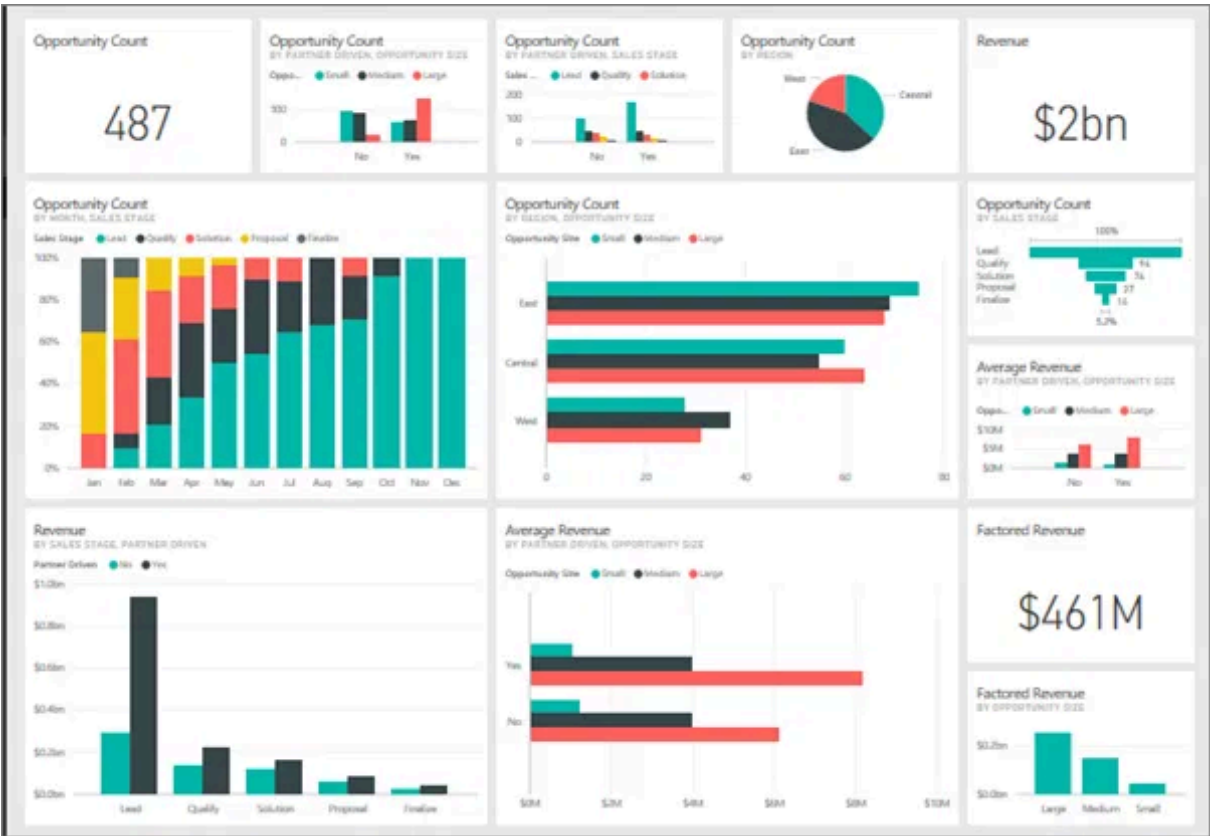 Opportunity Count
487
Opportunity Count
BY PARTNER DRIVEN, OPPORTUNITY SIZE
Oppo... Small Medium Large
100
0
No Yes
Opportunity Count
BY PARTNER DRIVEN, SALES STAGE
Sales ... Lead Qualify Solution
200
100
0
No Yes
Opportunity Count
BY REGION
West
Central
East
Revenue
$2bn
Opportunity Count
BY MONTH, SALES STAGE
Sales Stage Lead Qualify Solution Proposal Finalize
100%
80%
60%
40%
20%
0%
Jan Feb Mar Apr May Jun Jul Aug Sep Oct Nov Dec
Opportunity Count
BY REGION, OPPORTUNITY SIZE
Opportunity Size Small Medium Large
East
Central
West
0 20 40 60 80
Opportunity Count
BY SALES STAGE
100%
Lead
Qualify 94
Solution 74
Proposal 37
Finalize 14
5.2%
Average Revenue
BY PARTNER DRIVEN, OPPORTUNITY SIZE
Oppo... Small Medium Large
$10M
$5M
$0M
No Yes
Revenue
BY SALES STAGE, PARTNER DRIVEN
Partner Driven No Yes
$1.0bn
$0.8bn
$0.6bn
$0.4bn
$0.2bn
$0.0bn
Lead Qualify Solution Proposal Finalize
Average Revenue
BY PARTNER DRIVEN, OPPORTUNITY SIZE
Opportunity Size Small Medium Large
Yes
No
$0M $2M $4M $6M $8M $10M
Factored Revenue
$461M
Factored Revenue
BY OPPORTUNITY SIZE
$0.2bn
$0.0bn
Large Medium Small